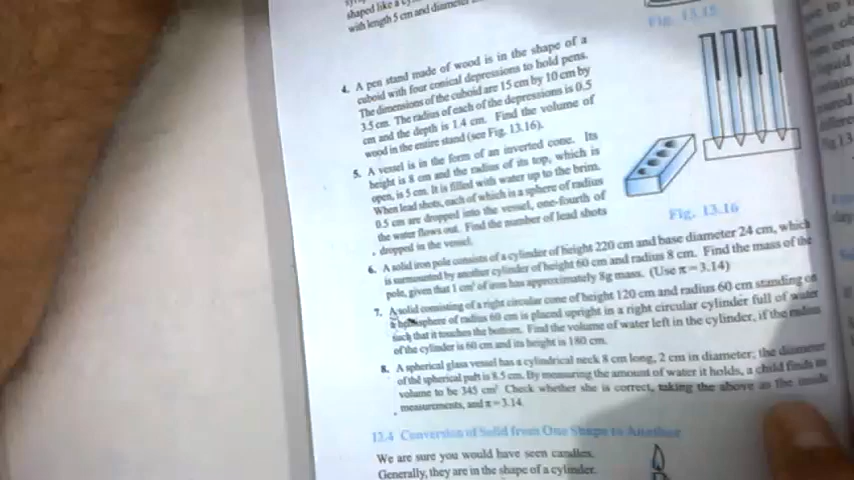 shaped like a
with length 5 cm and diameter
Fig. 13.15
4. A pen stand made of wood is in the shape of a
cuboid with four conical depressions to hold pens.
The dimensions of the cuboid are 15 cm by 10 cm by
3.5 cm. The radius of each of the depressions is 0.5
cm and the depth is 1.4 cm. Find the volume of
wood in the entire stand (see Fig. 13.16).
5. A vessel is in the form of an inverted cone. Its
height is 8 cm and the radius of its top, which is
open, is 5 cm. It is filled with water up to the brim.
When lead shots, each of which is a sphere of radius
0.5 cm are dropped into the vessel, one-fourth of
the water flows out. Find the number of lead shots
dropped in the vessel.
Fig. 13.16
6. A solid iron pole consists of a cylinder of height 220 cm and base diameter 24 cm, which
is surmounted by another cylinder of height 60 cm and radius 8 cm. Find the mass of the
pole, given that 1 cm³ of iron has approximately 8g mass. (Use π = 3.14)
7. A solid consisting of a right circular cone of height 120 cm and radius 60 cm standing on
a hemisphere of radius 60 cm is placed upright in a right circular cylinder full of water
such that it touches the bottom. Find the volume of water left in the cylinder, if the radius
of the cylinder is 60 cm and its height is 180 cm.
8. A spherical glass vessel has a cylindrical neck 8 cm long, 2 cm in diameter; the diameter
of the spherical part is 8.5 cm. By measuring the amount of water it holds, a child finds its
volume to be 345 cm³. Check whether she is correct, taking the above as the inside
measurements, and π = 3.14.
13.4 Conversion of Solid from One Shape to Another
We are sure you would have seen candles.
Generally, they are in the shape of a cylinder.